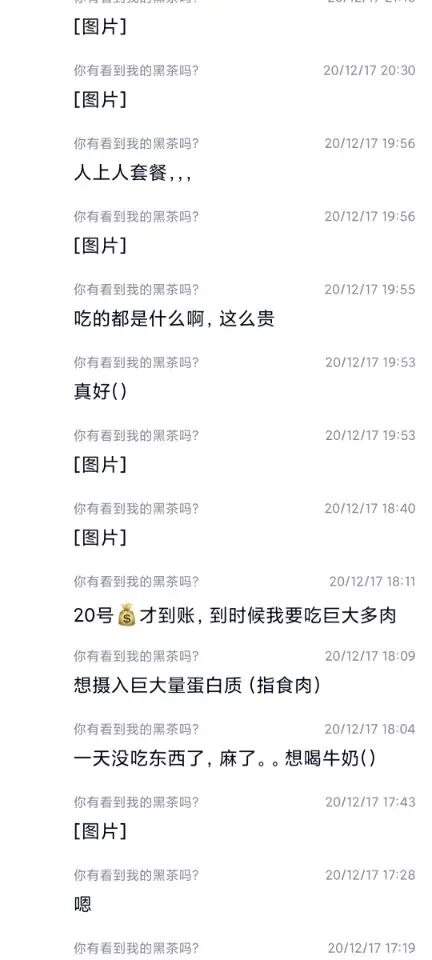 [图片]
你有看到我的黑茶吗? 20/12/17 20:30
[图片]
你有看到我的黑茶吗? 20/12/17 19:56
人上人套餐，，，
你有看到我的黑茶吗? 20/12/17 19:56
[图片]
你有看到我的黑茶吗? 20/12/17 19:55
吃的都是什么啊，这么贵
你有看到我的黑茶吗? 20/12/17 19:53
真好()
你有看到我的黑茶吗? 20/12/17 19:53
[图片]
你有看到我的黑茶吗? 20/12/17 18:40
[图片]
你有看到我的黑茶吗? 20/12/17 18:11
20号💰才到账，到时候我要吃巨大多肉
你有看到我的黑茶吗? 20/12/17 18:09
想摄入巨大量蛋白质（指食肉）
你有看到我的黑茶吗? 20/12/17 18:04
一天没吃东西了，麻了。。想喝牛奶()
你有看到我的黑茶吗? 20/12/17 17:43
[图片]
你有看到我的黑茶吗? 20/12/17 17:28
嗯
你有看到我的黑茶吗? 20/12/17 17:19